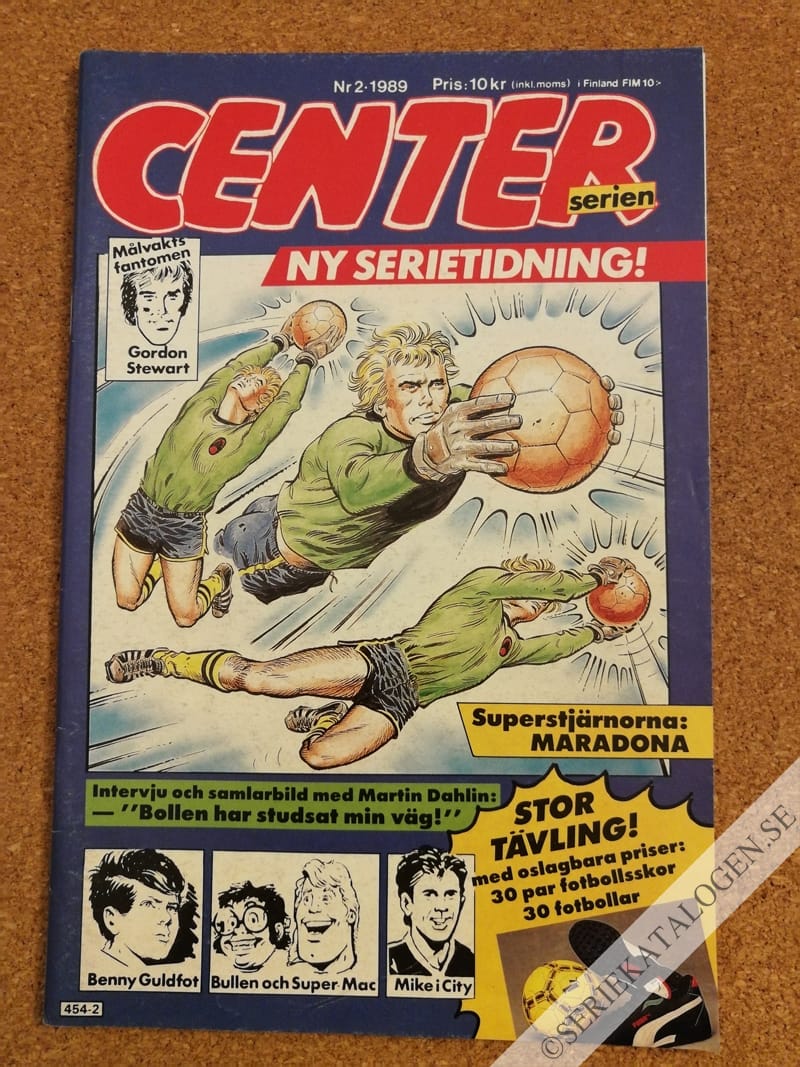 Nr 2·1989 Pris: 10 kr (inkl. moms) i Finland FIM 10:-
CENTER
serien
NY SERIETIDNING!
Målvakts
fantomen
Gordon
Stewart
Superstjärnorna:
MARADONA
Intervju och samlarbild med Martin Dahlin:
— ''Bollen har studsat min väg!''
STOR
TÄVLING!
med oslagbara priser:
30 par fotbollsskor
30 fotbollar
Benny Guldfot
Bullen och Super-Mac
Mike i City
454-2
©SERIEKATALOGEN.SE